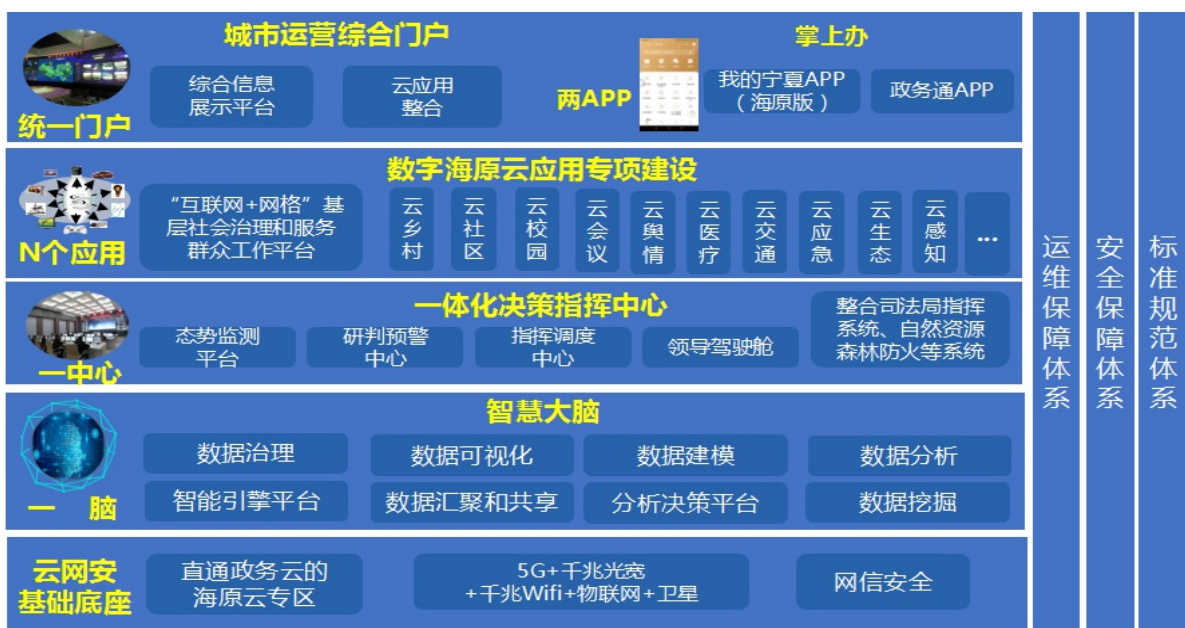 城市运营综合门户
掌上办
综合信息
展示平台
云应用
整合
两APP
我的宁夏APP
（海原版）
政务通APP
统一门户
数字海原云应用专项建设
“互联网+网格”基
层社会治理和服务
群众工作平台
云乡村
云社区
云校园
云会议
云舆情
云医疗
云交通
云应急
云生态
云感知
...
N个应用
一体化决策指挥中心
态势监测
平台
研判预警
中心
指挥调度
中心
领导驾驶舱
整合司法局指挥
系统、自然资源
森林防火等系统
一中心
智慧大脑
数据治理
数据可视化
数据建模
数据分析
智能引擎平台
数据汇聚和共享
分析决策平台
数据挖掘
一 脑
云网安
基础底座
直通政务云的
海原云专区
5G+千兆光宽
+千兆Wifi+物联网+卫星
网信安全
运维保障体系
安全保障体系
标准规范体系